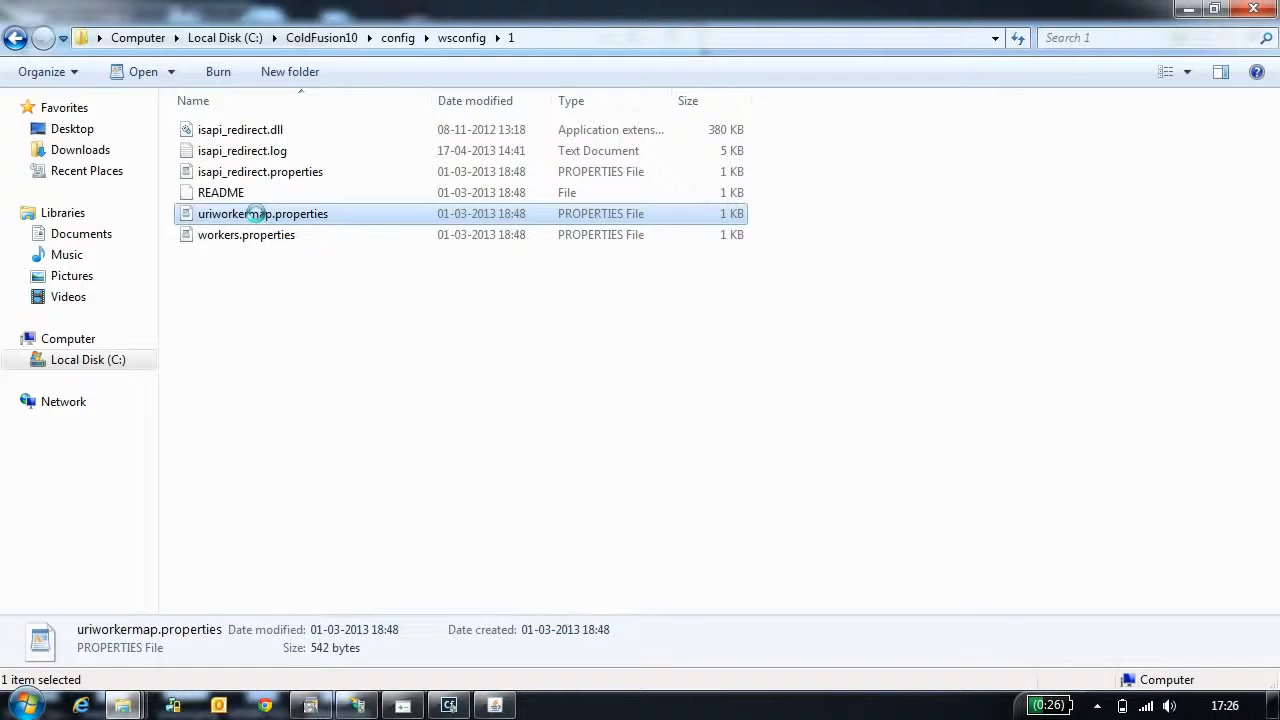 Computer Local Disk (C:) ColdFusion10 config wsconfig 1
Search 1
Organize Open Burn New folder
Name Date modified Type Size
Favorites
Desktop
Downloads
Recent Places
Libraries
Documents
Music
Pictures
Videos
Computer
Local Disk (C:)
Network
isapi_redirect.dll 08-11-2012 13:18 Application extens... 380 KB
isapi_redirect.log 17-04-2013 14:41 Text Document 5 KB
isapi_redirect.properties 01-03-2013 18:48 PROPERTIES File 1 KB
README 01-03-2013 18:48 File 1 KB
uriworkermap.properties 01-03-2013 18:48 PROPERTIES File 1 KB
workers.properties 01-03-2013 18:48 PROPERTIES File 1 KB
uriworkermap.properties Date modified: 01-03-2013 18:48 Date created: 01-03-2013 18:48
PROPERTIES File Size: 542 bytes
1 item selected Computer
(0:26) 17:26